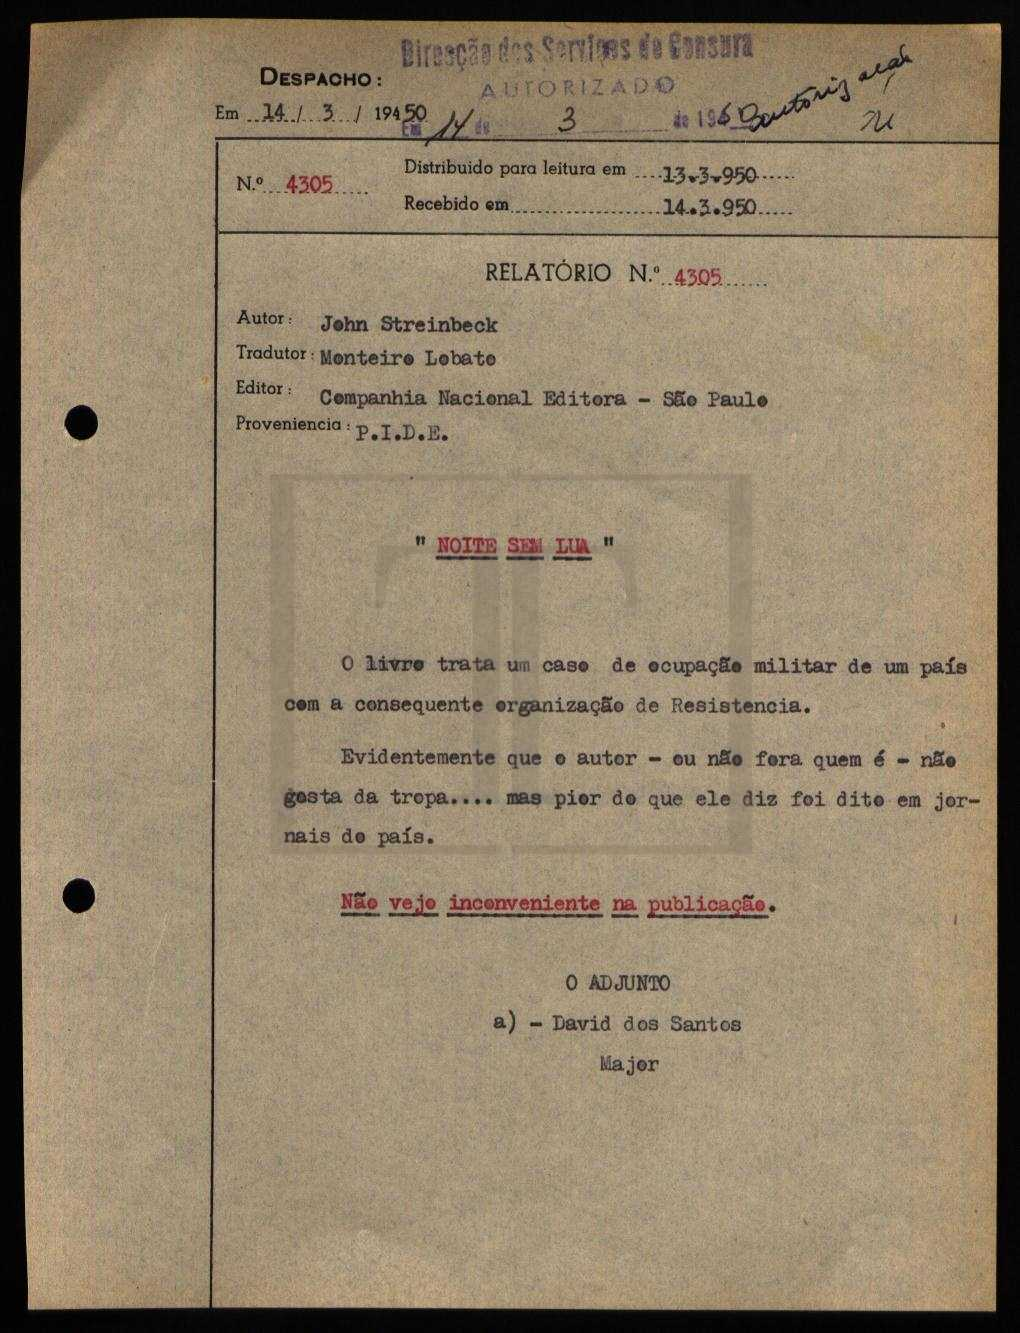 Direcção dos Serviços de Censura
DESPACHO:
AUTORIZADO
Em 14 / 3 / 19450
Em 14 de 3 de 1950
N.º 4305
Distribuido para leitura em 13-3-950
Recebido em 14.3.950
RELATÓRIO N.º 4305
Autor: John Streinbeck
Tradutor: Monteiro Lobato
Editor: Companhia Nacional Editora - São Paulo
Proveniencia: P.I.D.E.
" NOITE SEM LUA "
O livro trata um caso de ocupação militar de um país
com a consequente organização de Resistencia.
Evidentemente que o autor - ou não fora quem é - não
gosta da tropa.... mas pior do que ele diz foi dito em jor-
nais do país.
Não vejo inconveniente na publicação.
O ADJUNTO
a) - David dos Santos
Major